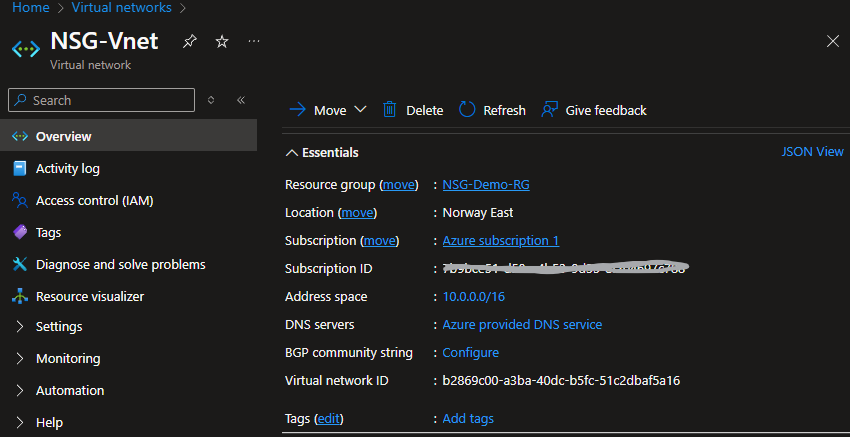 Home > Virtual networks >
NSG-Vnet
Virtual network
Search
Overview
Activity log
Access control (IAM)
Tags
Diagnose and solve problems
Resource visualizer
Settings
Monitoring
Automation
Help
Move Delete Refresh Give feedback
Essentials JSON View
Resource group (move) : NSG-Demo-RG
Location (move) : Norway East
Subscription (move) : Azure subscription 1
Subscription ID :
Address space : 10.0.0.0/16
DNS servers : Azure provided DNS service
BGP community string : Configure
Virtual network ID : b2869c00-a3ba-40dc-b5fc-51c2dbaf5a16
Tags (edit) : Add tags